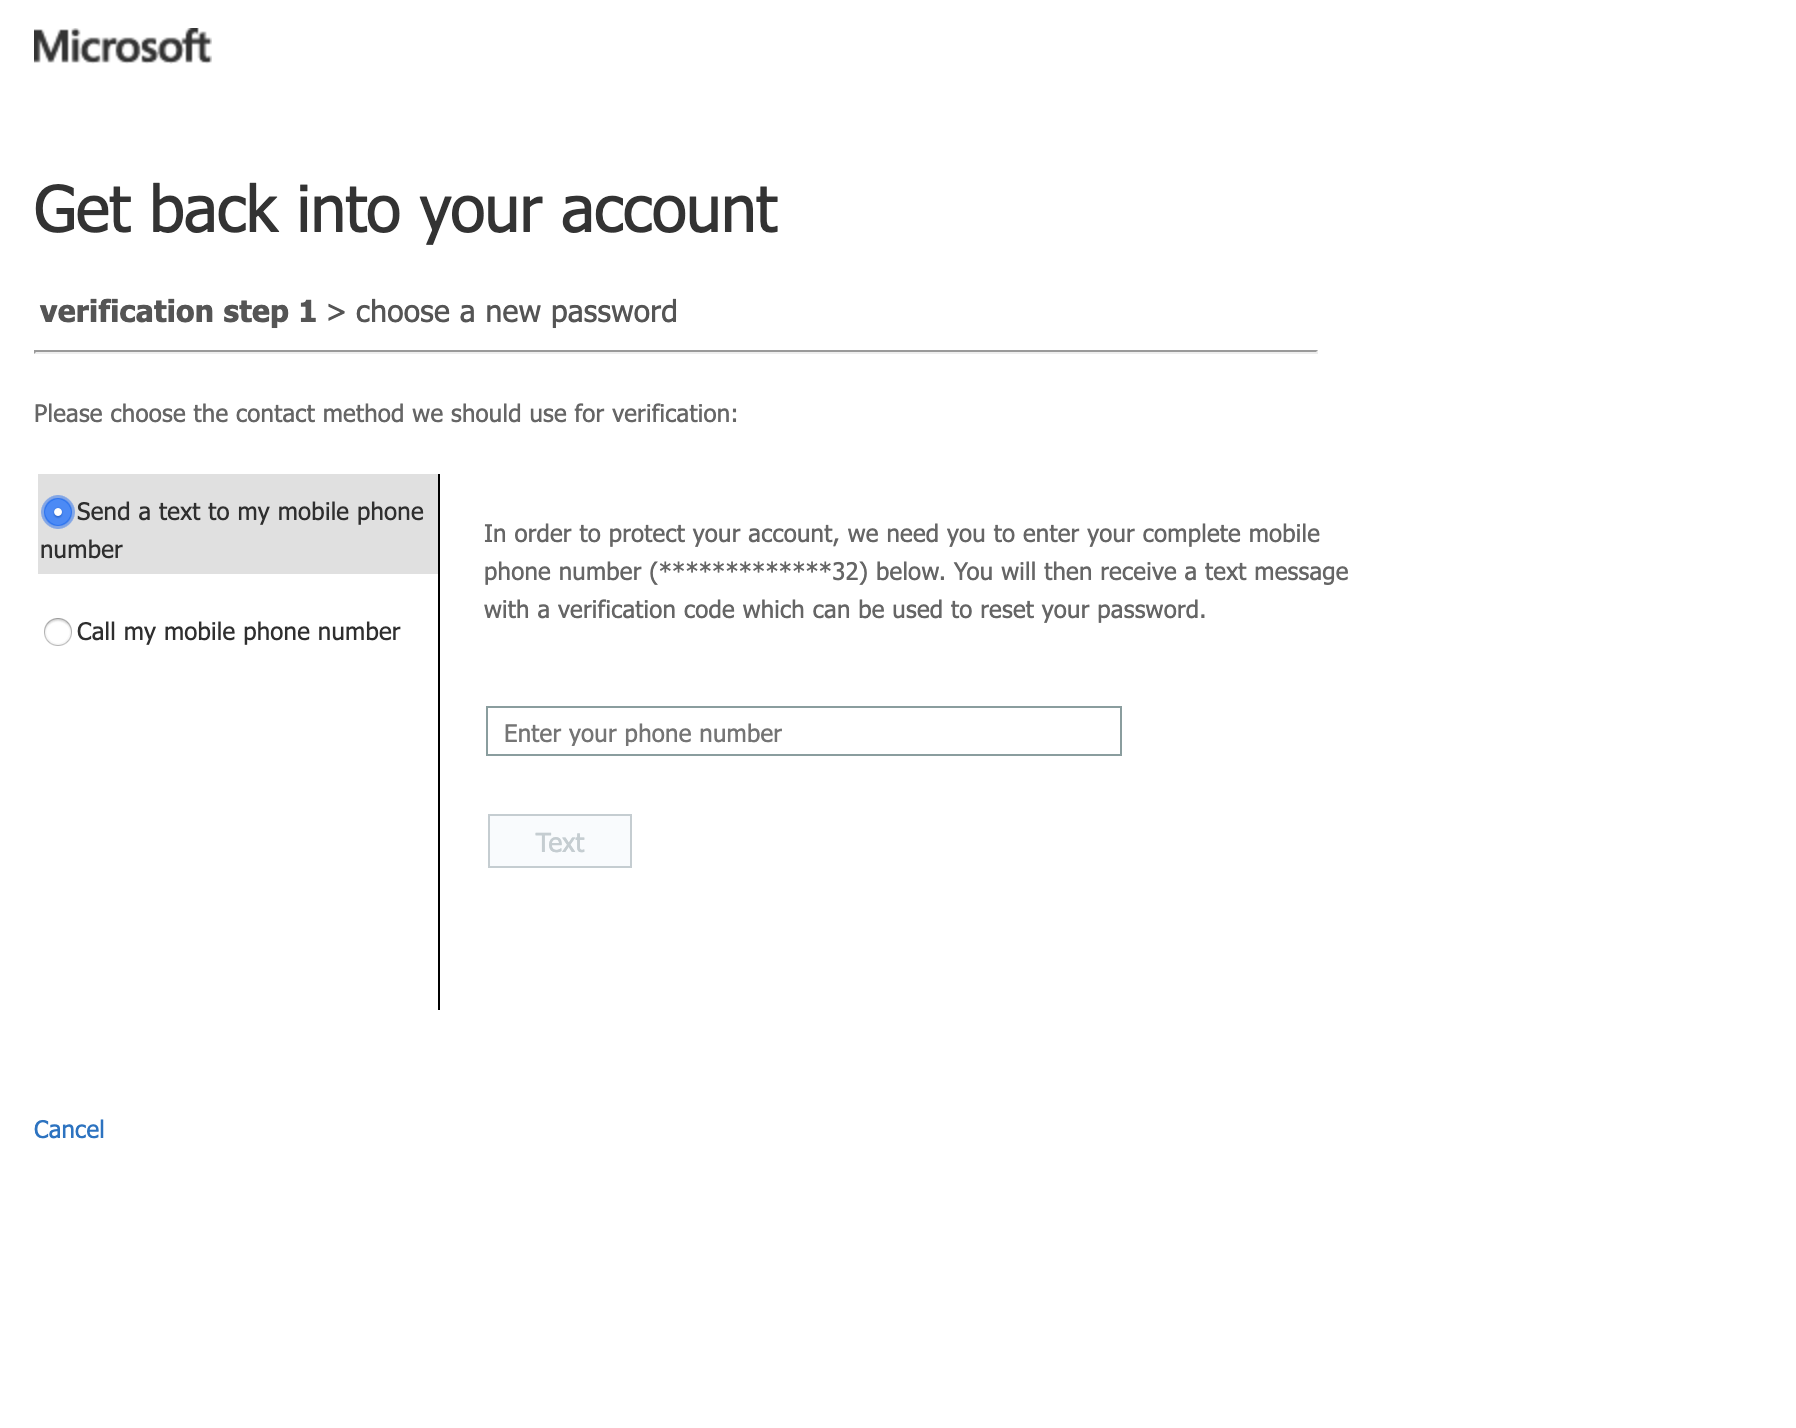 Microsoft
Get back into your account
verification step 1 > choose a new password
Please choose the contact method we should use for verification:
Send a text to my mobile phone
number
Call my mobile phone number
In order to protect your account, we need you to enter your complete mobile
phone number (*************32) below. You will then receive a text message
with a verification code which can be used to reset your password.
Enter your phone number
Text
Cancel